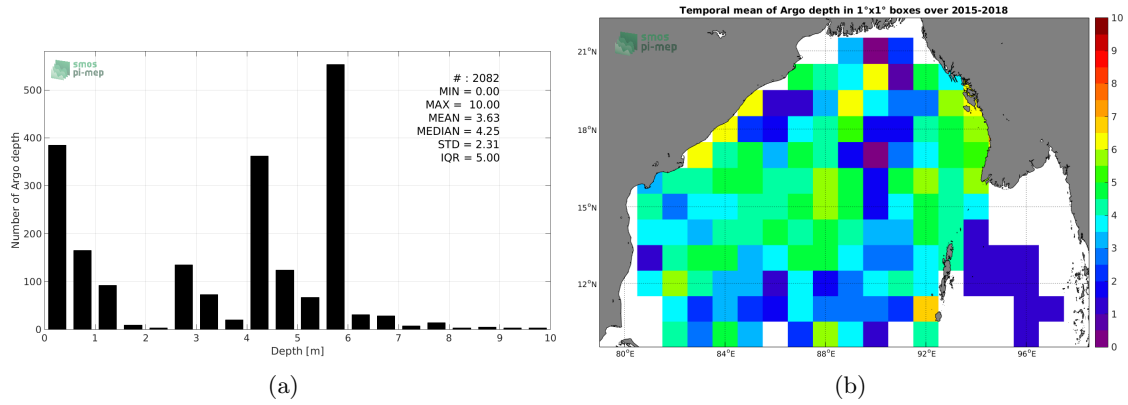 smos
pi-mep
# : 2082
MIN = 0.00
MAX = 10.00
MEAN = 3.63
MEDIAN = 4.25
STD = 2.31
IQR = 5.00
Number of Argo depth
500
400
300
200
100
0
0 1 2 3 4 5 6 7 8 9 10
Depth [m]
(a)
Temporal mean of Argo depth in 1°x1° boxes over 2015-2018
smos
pi-mep
21°N
18°N
15°N
12°N
80°E 84°E 88°E 92°E 96°E
10
9
8
7
6
5
4
3
2
1
0
(b)